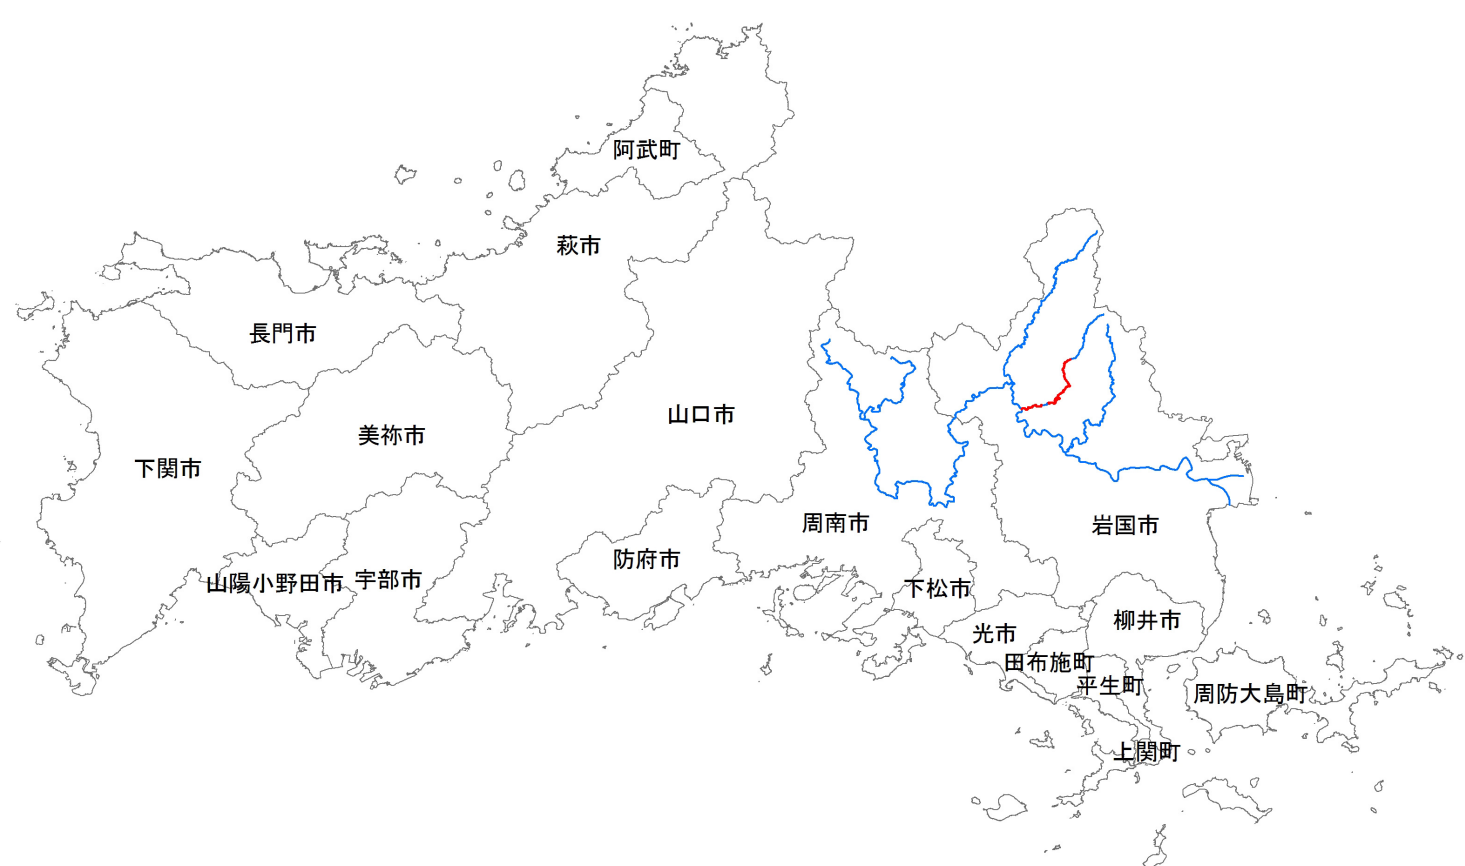 阿武町
萩市
長門市
山口市
美祢市
下関市
周南市
岩国市
防府市
山陽小野田市
宇部市
下松市
柳井市
光市
田布施町
平生町
周防大島町
上関町